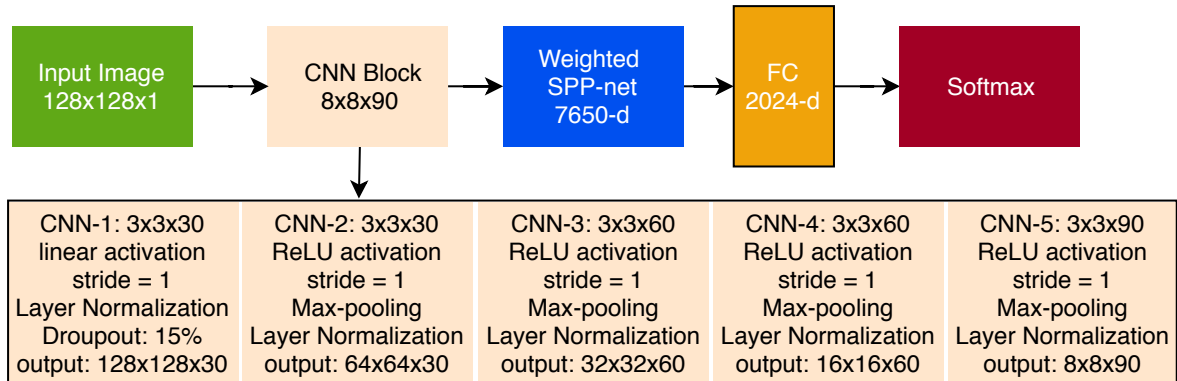 Input Image
128x128x1
CNN Block
8x8x90
Weighted
SPP-net
7650-d
FC
2024-d
Softmax
CNN-1: 3x3x30
linear activation
stride = 1
Layer Normalization
Droupout: 15%
output: 128x128x30
CNN-2: 3x3x30
ReLU activation
stride = 1
Max-pooling
Layer Normalization
output: 64x64x30
CNN-3: 3x3x60
ReLU activation
stride = 1
Max-pooling
Layer Normalization
output: 32x32x60
CNN-4: 3x3x60
ReLU activation
stride = 1
Max-pooling
Layer Normalization
output: 16x16x60
CNN-5: 3x3x90
ReLU activation
stride = 1
Max-pooling
Layer Normalization
output: 8x8x90